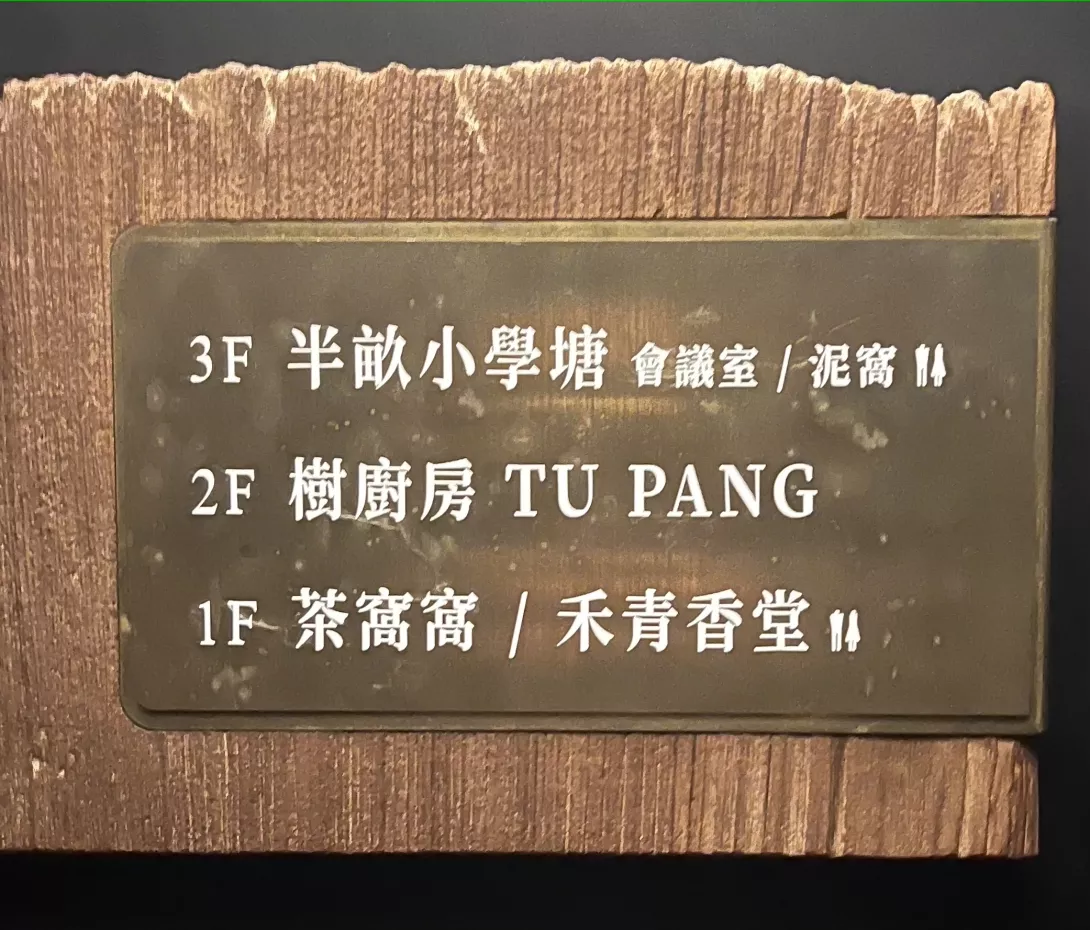 3F 半畝小學塘 會議室 / 泥窩
2F 樹廚房 TU PANG
1F 茶窩窩 / 禾青香堂